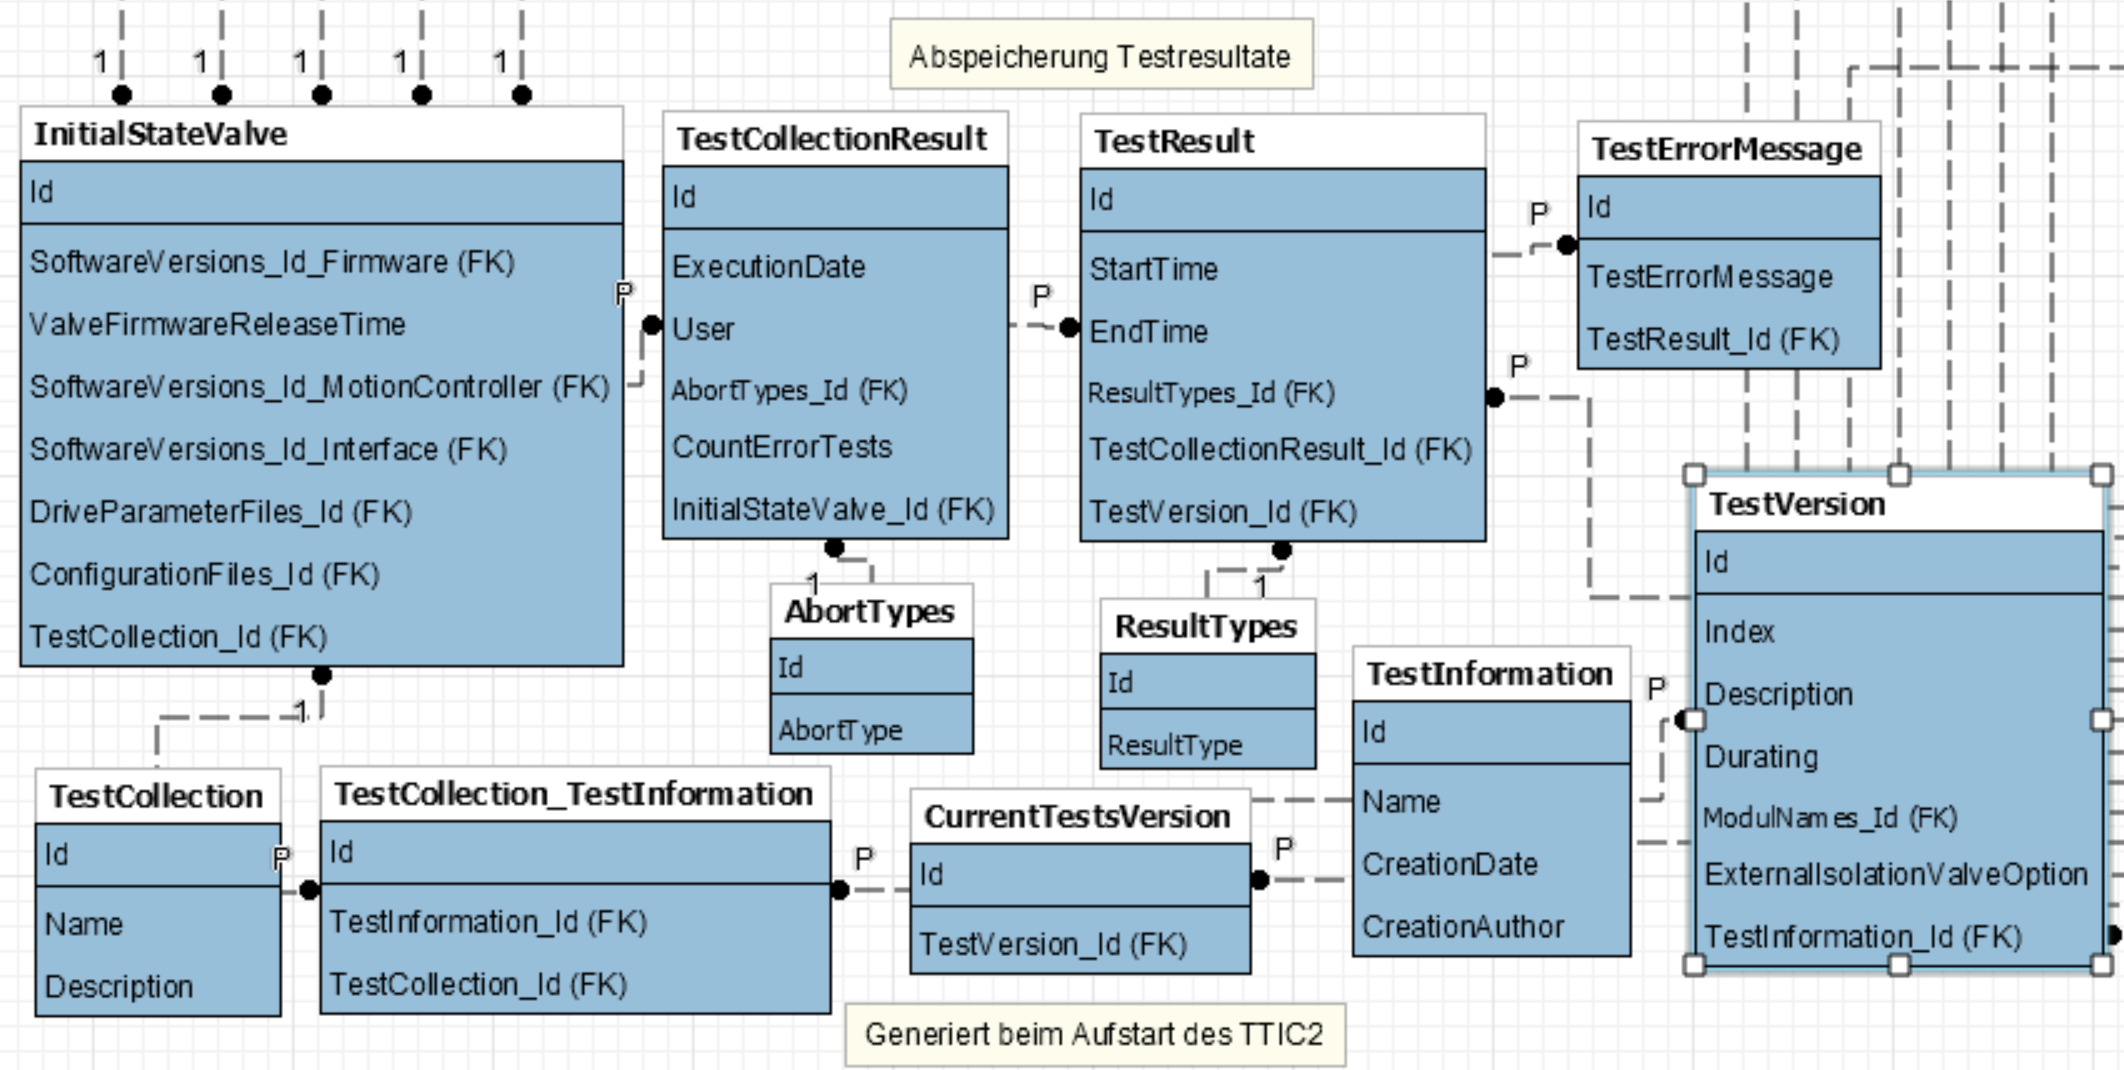 1
1
1
1
1
Abspeicherung Testresultate
InitialStateValve
Id
SoftwareVersions_Id_Firmware (FK)
ValveFirmwareReleaseTime
SoftwareVersions_Id_MotionController (FK)
SoftwareVersions_Id_Interface (FK)
DriveParameterFiles_Id (FK)
ConfigurationFiles_Id (FK)
TestCollection_Id (FK)
P
TestCollectionResult
Id
ExecutionDate
User
AbortTypes_Id (FK)
CountErrorTests
InitialStateValve_Id (FK)
P
TestResult
Id
StartTime
EndTime
ResultTypes_Id (FK)
TestCollectionResult_Id (FK)
TestVersion_Id (FK)
P
P
TestErrorMessage
Id
TestErrorMessage
TestResult_Id (FK)
1
AbortTypes
Id
AbortType
1
ResultTypes
Id
ResultType
TestInformation
Id
Name
CreationDate
CreationAuthor
P
TestVersion
Id
Index
Description
Durating
ModulNames_Id (FK)
ExternalIsolationValveOption
TestInformation_Id (FK)
1
TestCollection
Id
Name
Description
P
TestCollection_TestInformation
Id
TestInformation_Id (FK)
TestCollection_Id (FK)
P
CurrentTestsVersion
Id
TestVersion_Id (FK)
P
Generiert beim Aufstart des TTIC2